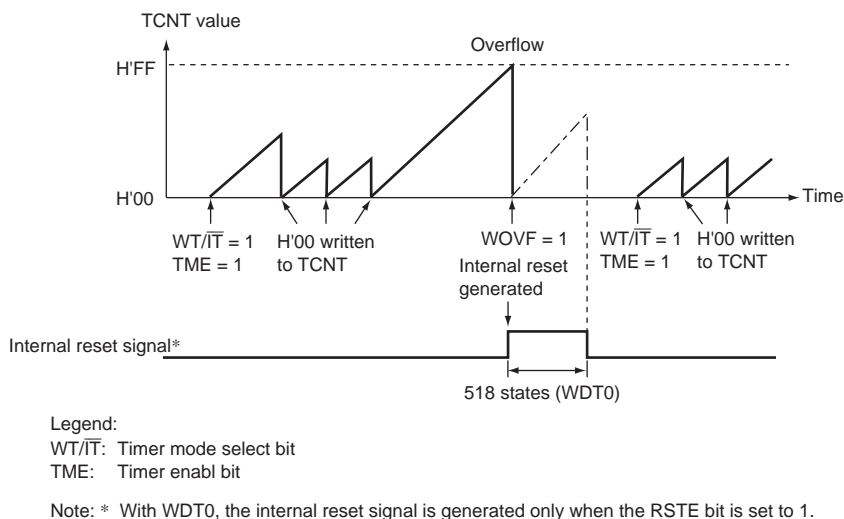 TCNT value
Overflow
H'FF
H'00
Time
WT/I̅T̅ = 1
TME = 1
H'00 written
to TCNT
WOVF = 1
Internal reset
generated
WT/I̅T̅ = 1
TME = 1
H'00 written
to TCNT
Internal reset signal*
518 states (WDT0)
Legend:
WT/I̅T̅: Timer mode select bit
TME: Timer enabl bit
Note: * With WDT0, the internal reset signal is generated only when the RSTE bit is set to 1.